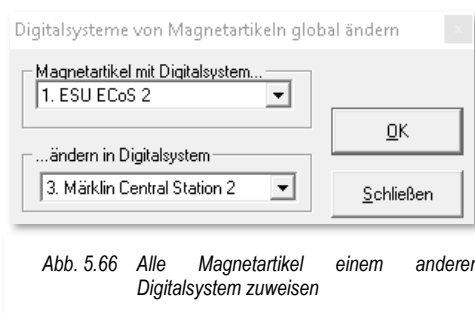 Digitalsysteme von Magnetartikeln global ändern
x
Magnetartikel mit Digitalsystem...
1. ESU ECoS 2
OK
...ändern in Digitalsystem
3. Märklin Central Station 2
Schließen
Abb. 5.66 Alle Magnetartikel einem anderen
Digitalsystem zuweisen